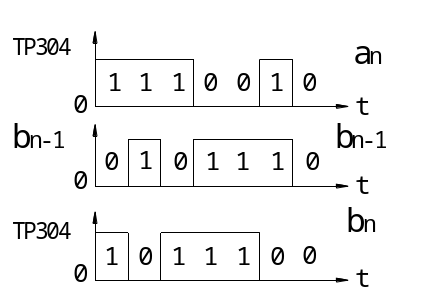 TP304 an
1 1 1 0 0 1 0
0 t
bn-1 bn-1
0 1 0 1 1 1 0
0 t
bn
TP304
1 0 1 1 1 0 0
0 t